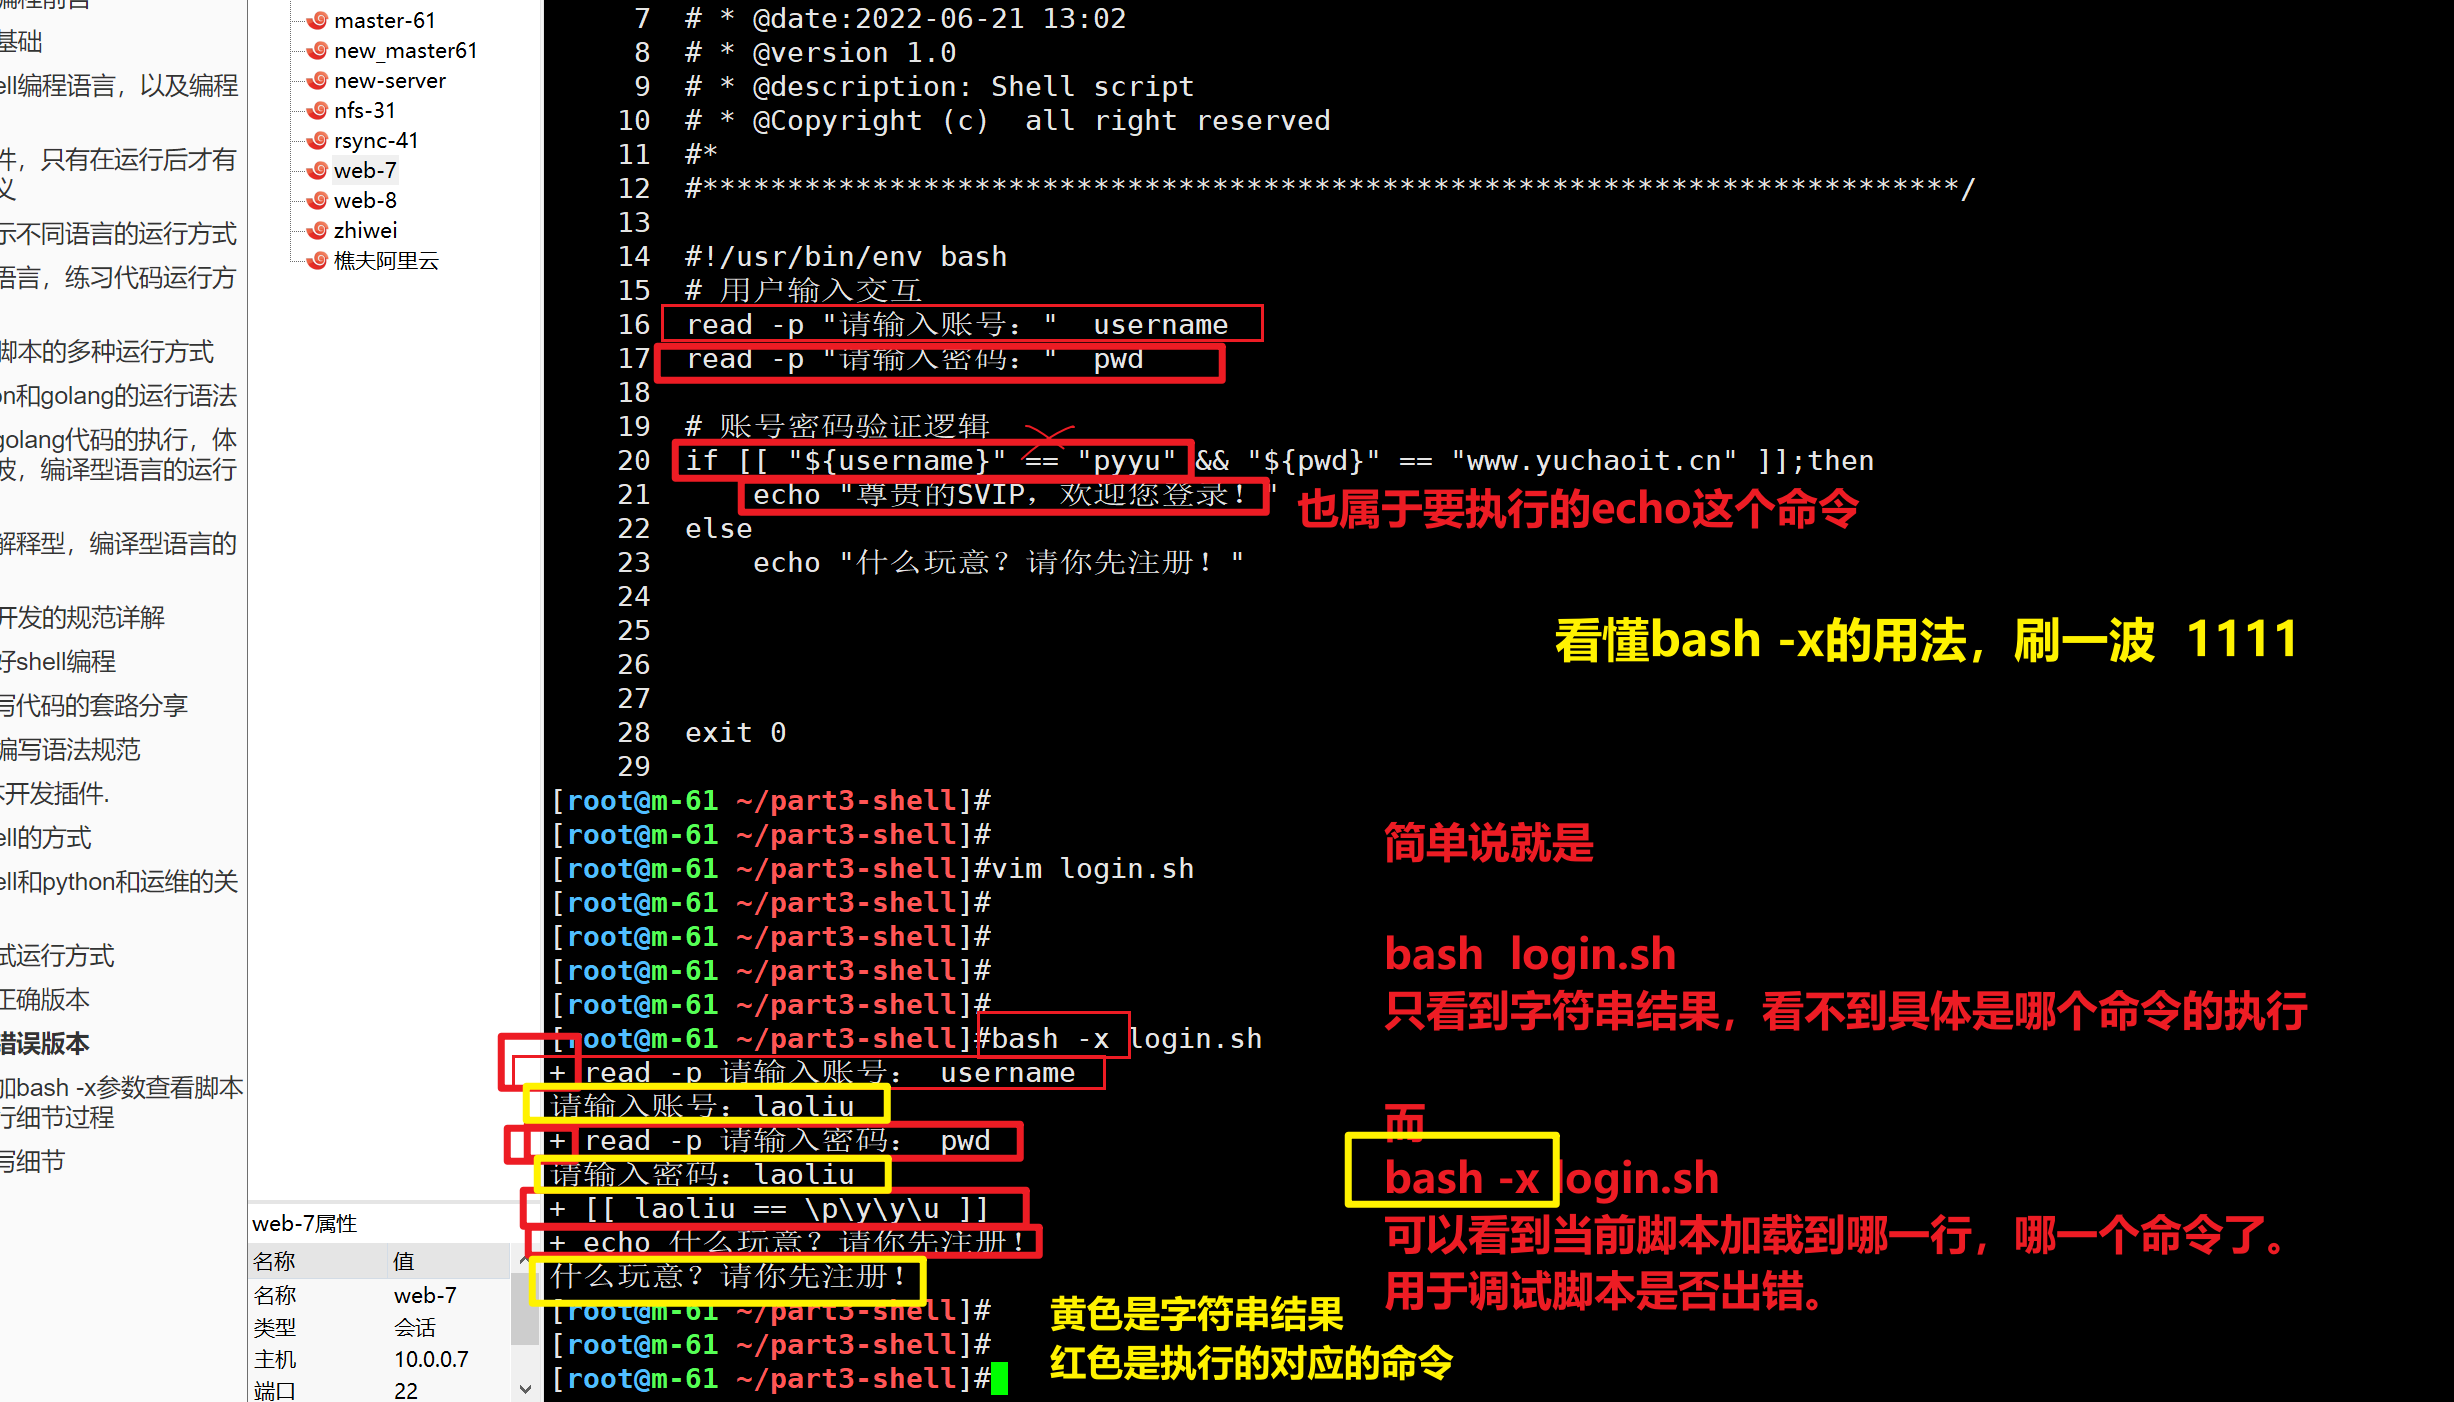 编程前言
基础
ell编程语言，以及编程
件，只有在运行后才有
义
示不同语言的运行方式
语言，练习代码运行方
脚本的多种运行方式
on和golang的运行语法
golang代码的执行，体
波，编译型语言的运行
解释型，编译型语言的
开发的规范详解
好shell编程
写代码的套路分享
编写语法规范
本开发插件.
ell的方式
ell和python和运维的关
试运行方式
正确版本
错误版本
加bash -x参数查看脚本
行细节过程
写细节
master-61
new_master61
new-server
nfs-31
rsync-41
web-7
web-8
zhiwei
樵夫阿里云
web-7属性
名称 值
名称 web-7
类型 会话
主机 10.0.0.7
端口 22
7 # * @date:2022-06-21 13:02
8 # * @version 1.0
9 # * @description: Shell script
10 # * @Copyright (c)  all right reserved
11 #*
12 #**************************************************************************/
13
14 #!/usr/bin/env bash
15 # 用户输入交互
16 read -p "请输入账号：" username
17 read -p "请输入密码：" pwd
18
19 # 账号密码验证逻辑
20 if [[ "${username}" == "pyyu" && "${pwd}" == "www.yuchaoit.cn" ]];then
21     echo "尊贵的SVIP，欢迎您登录！"
也属于要执行的echo这个命令
22 else
23     echo "什么玩意？请你先注册！"
24
25
看懂bash -x的用法，刷一波 1111
26
27
28 exit 0
29
[root@m-61 ~/part3-shell]#
[root@m-61 ~/part3-shell]#
[root@m-61 ~/part3-shell]#vim login.sh
[root@m-61 ~/part3-shell]#
[root@m-61 ~/part3-shell]#
[root@m-61 ~/part3-shell]#
[root@m-61 ~/part3-shell]#
[root@m-61 ~/part3-shell]#bash -x login.sh
+ read -p 请输入账号： username
请输入账号：laoliu
+ read -p 请输入密码： pwd
请输入密码：laoliu
+ [[ laoliu == \p\y\y\u ]]
+ echo 什么玩意？请你先注册！
什么玩意？请你先注册！
[root@m-61 ~/part3-shell]#
[root@m-61 ~/part3-shell]#
[root@m-61 ~/part3-shell]#
简单说就是
bash  login.sh
只看到字符串结果，看不到具体是哪个命令的执行
而
bash -x login.sh
可以看到当前脚本加载到哪一行，哪一个命令了。
用于调试脚本是否出错。
黄色是字符串结果
红色是执行的对应的命令